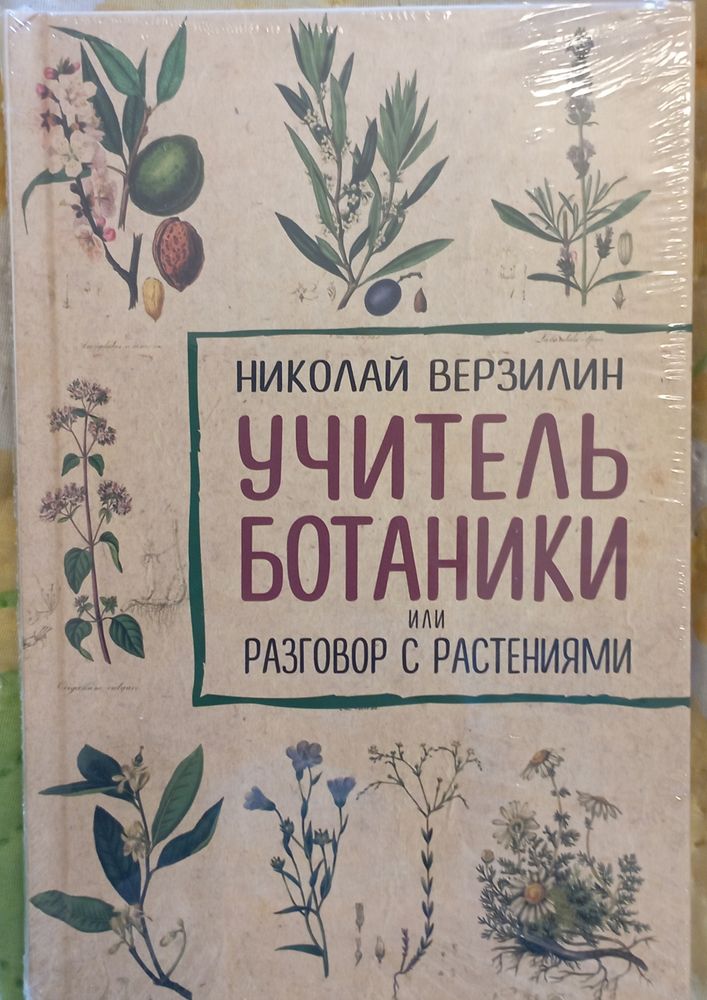 НИКОЛАЙ ВЕРЗИЛИН
УЧИТЕЛЬ
БОТАНИКИ
ИЛИ
РАЗГОВОР С РАСТЕНИЯМИ